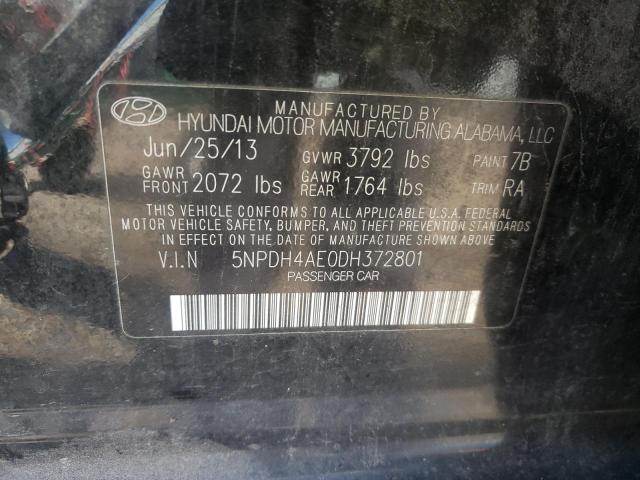 MANUFACTURED BY
HYUNDAI MOTOR MANUFACTURING ALABAMA, LLC
Jun/25/13 GVWR 3792 lbs PAINT 7B
GAWR FRONT 2072 lbs GAWR REAR 1764 lbs TRIM RA
THIS VEHICLE CONFORMS TO ALL APPLICABLE U.S.A. FEDERAL
MOTOR VEHICLE SAFETY, BUMPER, AND THEFT PREVENTION STANDARDS
IN EFFECT ON THE DATE OF MANUFACTURE SHOWN ABOVE.
V.I.N 5NPDH4AE0DH372801
PASSENGER CAR